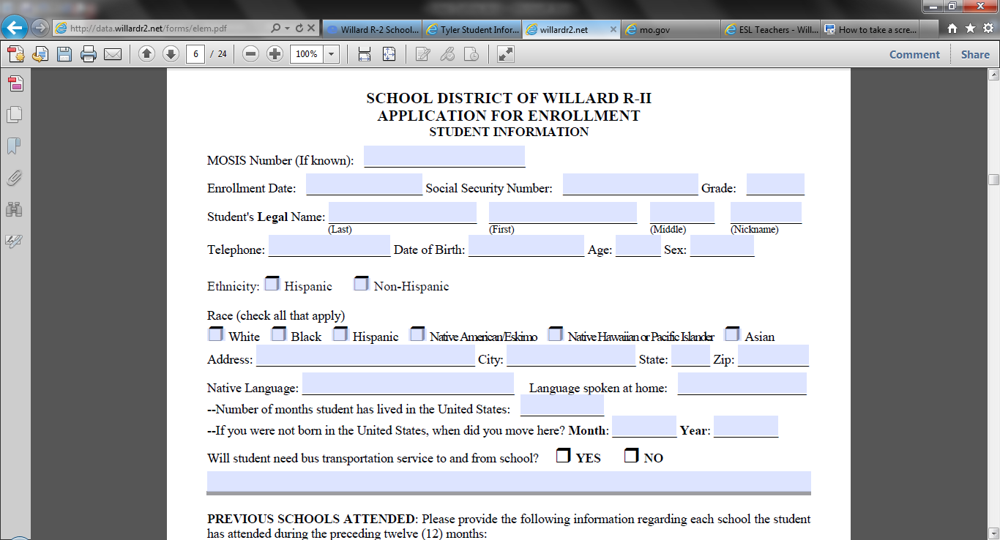 http://data.willardr2.net/forms/elem.pdf
Willard R-2 School...
Tyler Student Infor...
willardr2.net
mo.gov
ESL Teachers - Will...
How to take a scre...
6 / 24
100%
Comment
Share
SCHOOL DISTRICT OF WILLARD R-II
APPLICATION FOR ENROLLMENT
STUDENT INFORMATION
MOSIS Number (If known):
Enrollment Date: Social Security Number: Grade:
Student's Legal Name:
(Last) (First) (Middle) (Nickname)
Telephone: Date of Birth: Age: Sex:
Ethnicity: Hispanic Non-Hispanic
Race (check all that apply)
White Black Hispanic Native American/Eskimo Native Hawaiian or Pacific Islander Asian
Address: City: State: Zip:
Native Language: Language spoken at home:
--Number of months student has lived in the United States:
--If you were not born in the United States, when did you move here? Month: Year:
Will student need bus transportation service to and from school? YES NO
PREVIOUS SCHOOLS ATTENDED: Please provide the following information regarding each school the student
has attended during the preceding twelve (12) months: